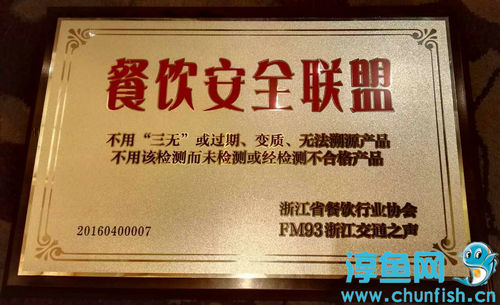 餐饮安全联盟
不用“三无”或过期、变质、无法溯源产品
不用该检测而未检测或经检测不合格产品
浙江省餐饮行业协会
20160400007
FM93浙江交通之声
淳鱼网
www.chunfish.cn